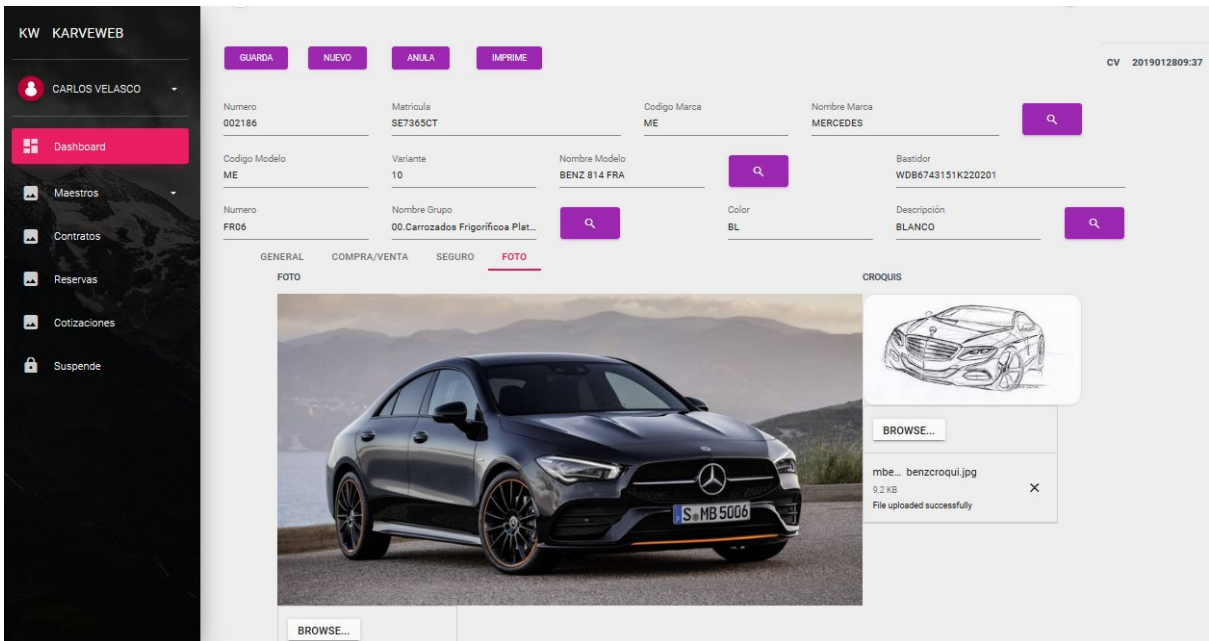 KW KARVEWEB
CARLOS VELASCO
Dashboard
Maestros
Contratos
Reservas
Cotizaciones
Suspende
GUARDA NUEVO ANULA IMPRIME
CV 2019012809:37
Numero Matricula Codigo Marca Nombre Marca
002186 SE7365CT ME MERCEDES
Codigo Modelo Variante Nombre Modelo Bastidor
ME 10 BENZ 814 FRA WDB6743151K220201
Numero Nombre Grupo Color Descripción
FR06 00.Carrozados Frigoríficoa Plat... BL BLANCO
GENERAL COMPRA/VENTA SEGURO FOTO
FOTO CROQUIS
S MB 5006
BROWSE...
mbe... benzcroqui.jpg
9.2 KB
File uploaded successfully
BROWSE...